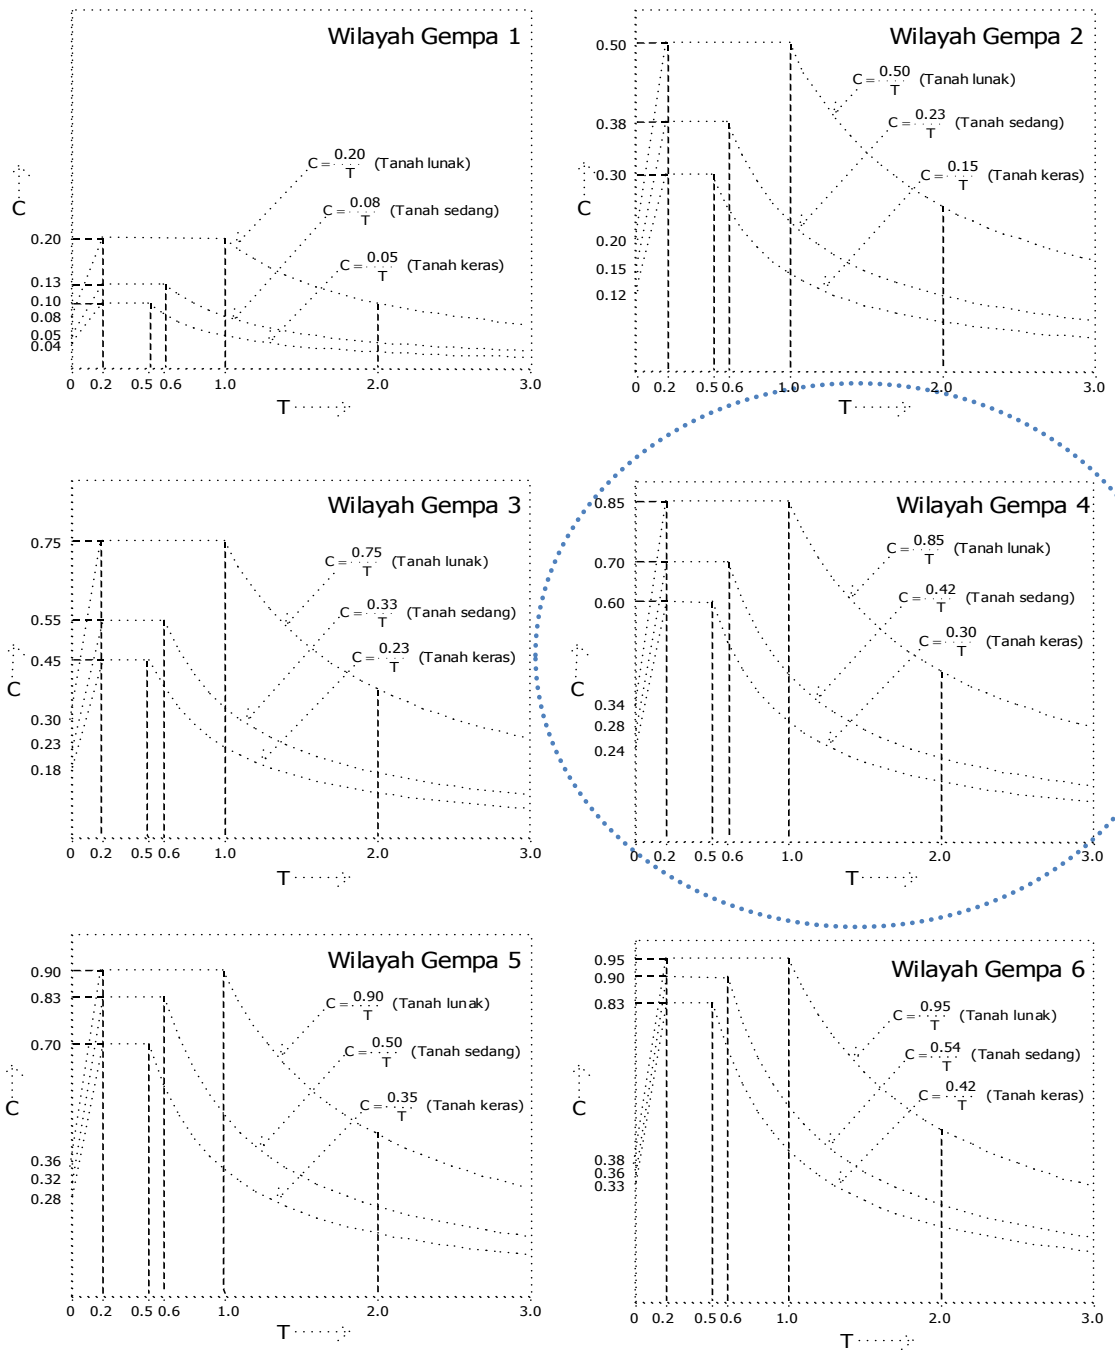 Wilayah Gempa 1
C = 0.20/T (Tanah lunak)
C = 0.08/T (Tanah sedang)
C = 0.05/T (Tanah keras)
C
0.20
0.13
0.10
0.08
0.05
0.04
0 0.2 0.5 0.6 1.0 2.0 3.0
T
Wilayah Gempa 2
C = 0.50/T (Tanah lunak)
C = 0.23/T (Tanah sedang)
C = 0.15/T (Tanah keras)
C
0.50
0.38
0.30
0.20
0.15
0.12
0 0.2 0.5 0.6 1.0 2.0 3.0
T
Wilayah Gempa 3
C = 0.75/T (Tanah lunak)
C = 0.33/T (Tanah sedang)
C = 0.23/T (Tanah keras)
C
0.75
0.55
0.45
0.30
0.23
0.18
0 0.2 0.5 0.6 1.0 2.0 3.0
T
Wilayah Gempa 4
C = 0.85/T (Tanah lunak)
C = 0.42/T (Tanah sedang)
C = 0.30/T (Tanah keras)
C
0.85
0.70
0.60
0.34
0.28
0.24
0 0.2 0.5 0.6 1.0 2.0 3.0
T
Wilayah Gempa 5
C = 0.90/T (Tanah lunak)
C = 0.50/T (Tanah sedang)
C = 0.35/T (Tanah keras)
C
0.90
0.83
0.70
0.36
0.32
0.28
0 0.2 0.5 0.6 1.0 2.0 3.0
T
Wilayah Gempa 6
C = 0.95/T (Tanah lunak)
C = 0.54/T (Tanah sedang)
C = 0.42/T (Tanah keras)
C
0.95
0.90
0.83
0.38
0.36
0.33
0 0.2 0.5 0.6 1.0 2.0 3.0
T